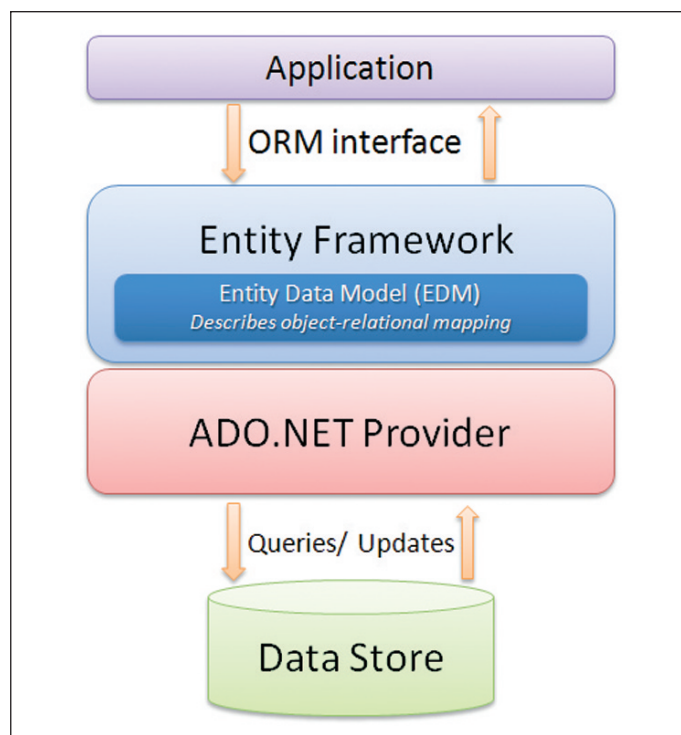 Application
ORM interface
Entity Framework
Entity Data Model (EDM)
Describes object-relational mapping
ADO.NET Provider
Queries/ Updates
Data Store